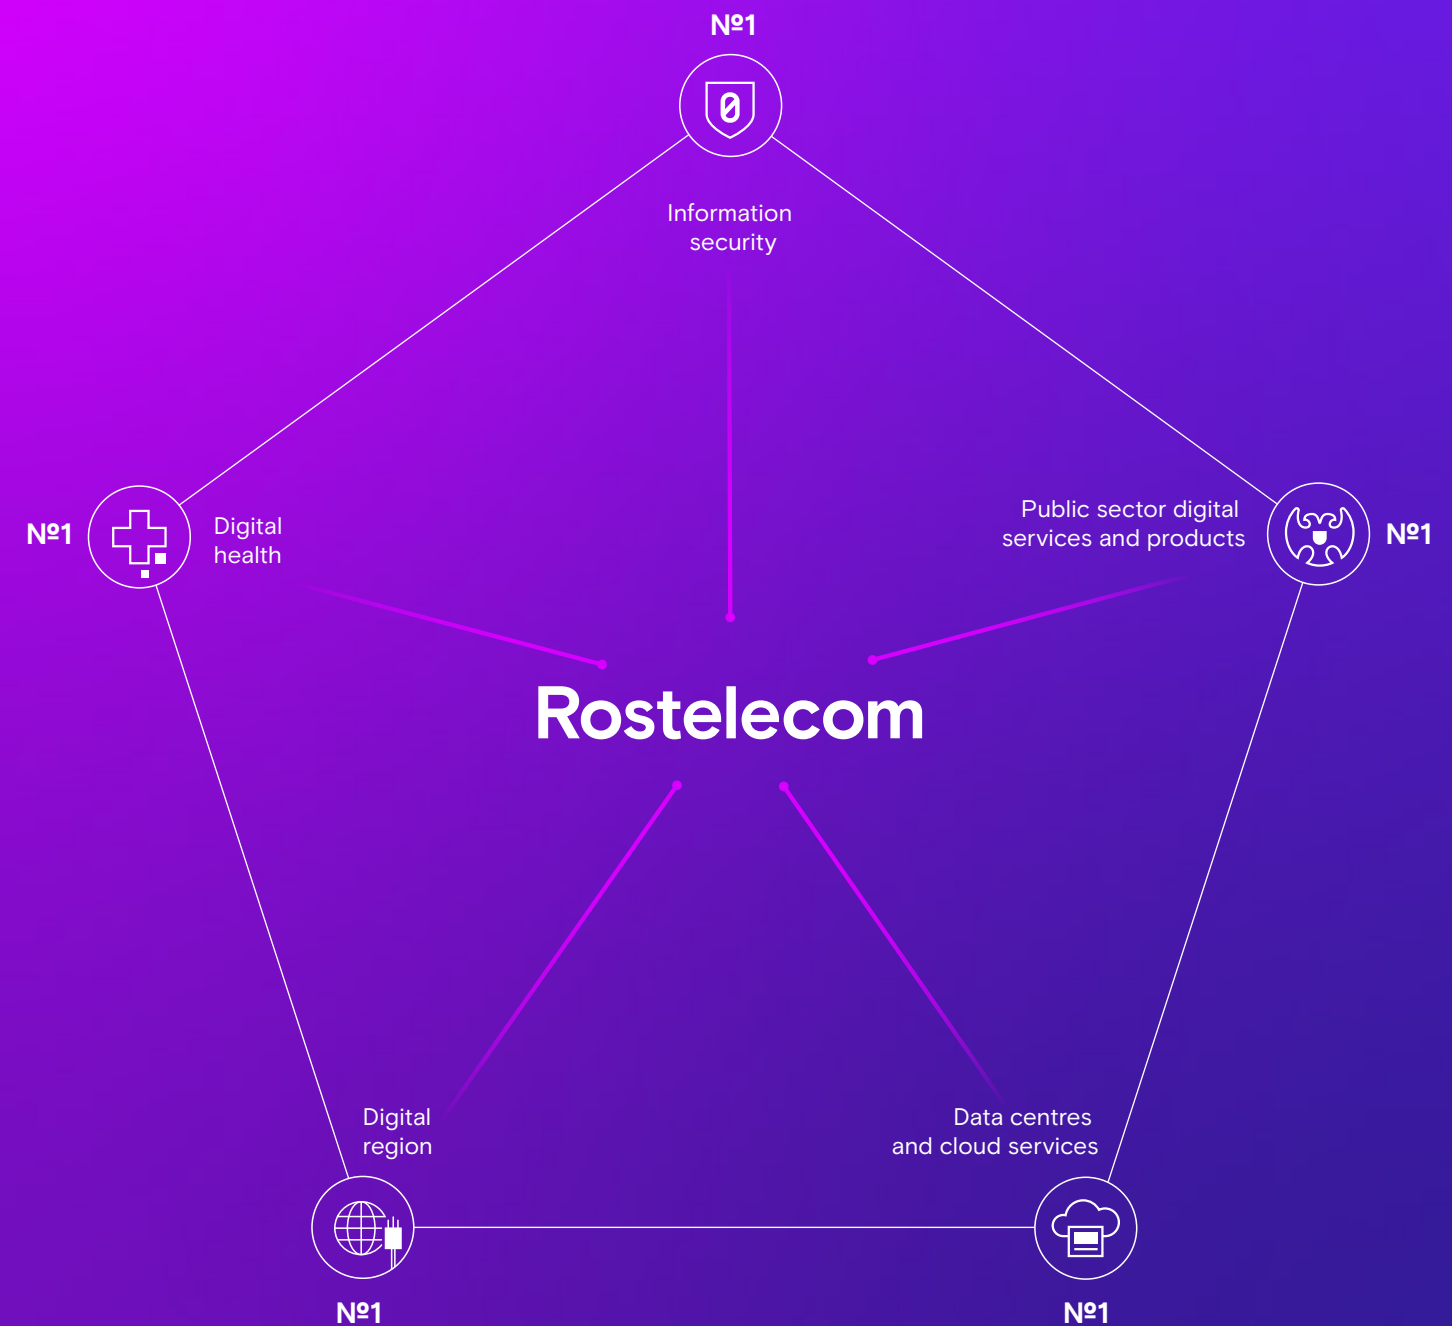 №1
Information
security
Public sector digital
services and products
№1
№1
Digital
health
Rostelecom
Digital
region
№1
Data centres
and cloud services
№1